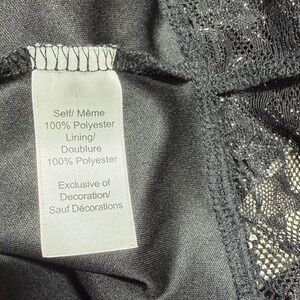 Self/ Même
100% Polyester
Lining/
Doublure
100% Polyester
Exclusive of
Decoration/
Sauf Décorations